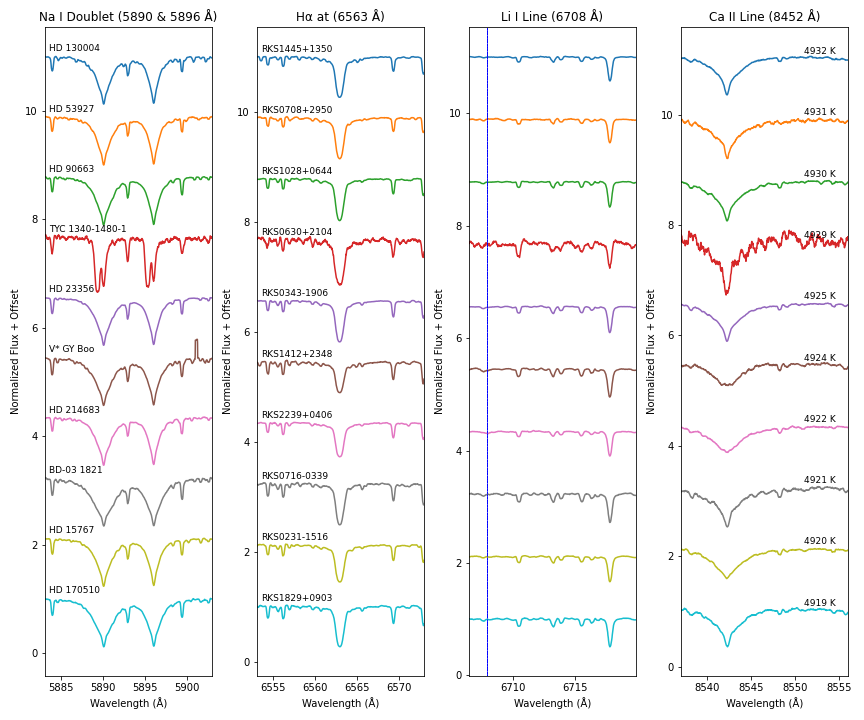 Na I Doublet (5890 & 5896 Å)
Hα at (6563 Å)
Li I Line (6708 Å)
Ca II Line (8452 Å)
HD 130004
HD 53927
HD 90663
TYC 1340-1480-1
HD 23356
V* GY Boo
HD 214683
BD-03 1821
HD 15767
HD 170510
RKS1445+1350
RKS0708+2950
RKS1028+0644
RKS0630+2104
RKS0343-1906
RKS1412+2348
RKS2239+0406
RKS0716-0339
RKS0231-1516
RKS1829+0903
4932 K
4931 K
4930 K
4929 K
4925 K
4924 K
4922 K
4921 K
4920 K
4919 K
Normalized Flux + Offset
10
8
6
4
2
0
5885
5890
5895
5900
Wavelength (Å)
Normalized Flux + Offset
10
8
6
4
2
0
6555
6560
6565
6570
Wavelength (Å)
Normalized Flux + Offset
10
8
6
4
2
0
6710
6715
Wavelength (Å)
Normalized Flux + Offset
10
8
6
4
2
0
8540
8545
8550
8555
Wavelength (Å)